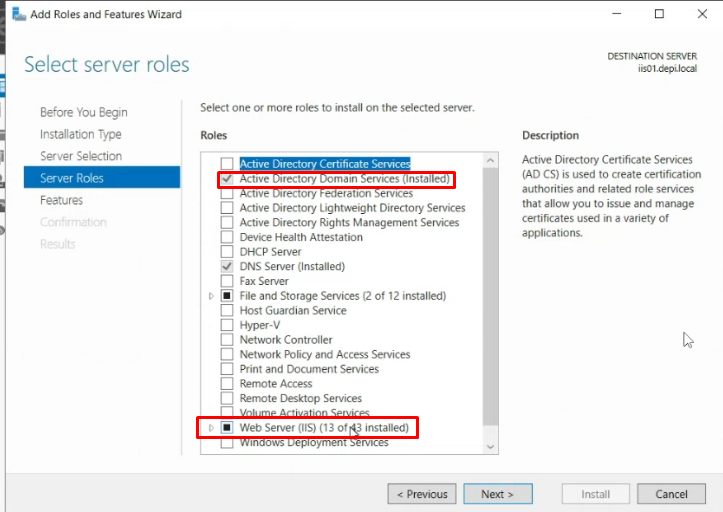 Add Roles and Features Wizard
Select server roles
DESTINATION SERVER
iis01.depi.local
Before You Begin
Installation Type
Server Selection
Server Roles
Features
Confirmation
Results
Select one or more roles to install on the selected server.
Roles
Active Directory Certificate Services
Active Directory Domain Services (Installed)
Active Directory Federation Services
Active Directory Lightweight Directory Services
Active Directory Rights Management Services
Device Health Attestation
DHCP Server
DNS Server (Installed)
Fax Server
File and Storage Services (2 of 12 installed)
Host Guardian Service
Hyper-V
Network Controller
Network Policy and Access Services
Print and Document Services
Remote Access
Remote Desktop Services
Volume Activation Services
Web Server (IIS) (13 of 43 installed)
Windows Deployment Services
Description
Active Directory Certificate Services
(AD CS) is used to create certification
authorities and related role services
that allow you to issue and manage
certificates used in a variety of
applications.
< Previous
Next >
Install
Cancel